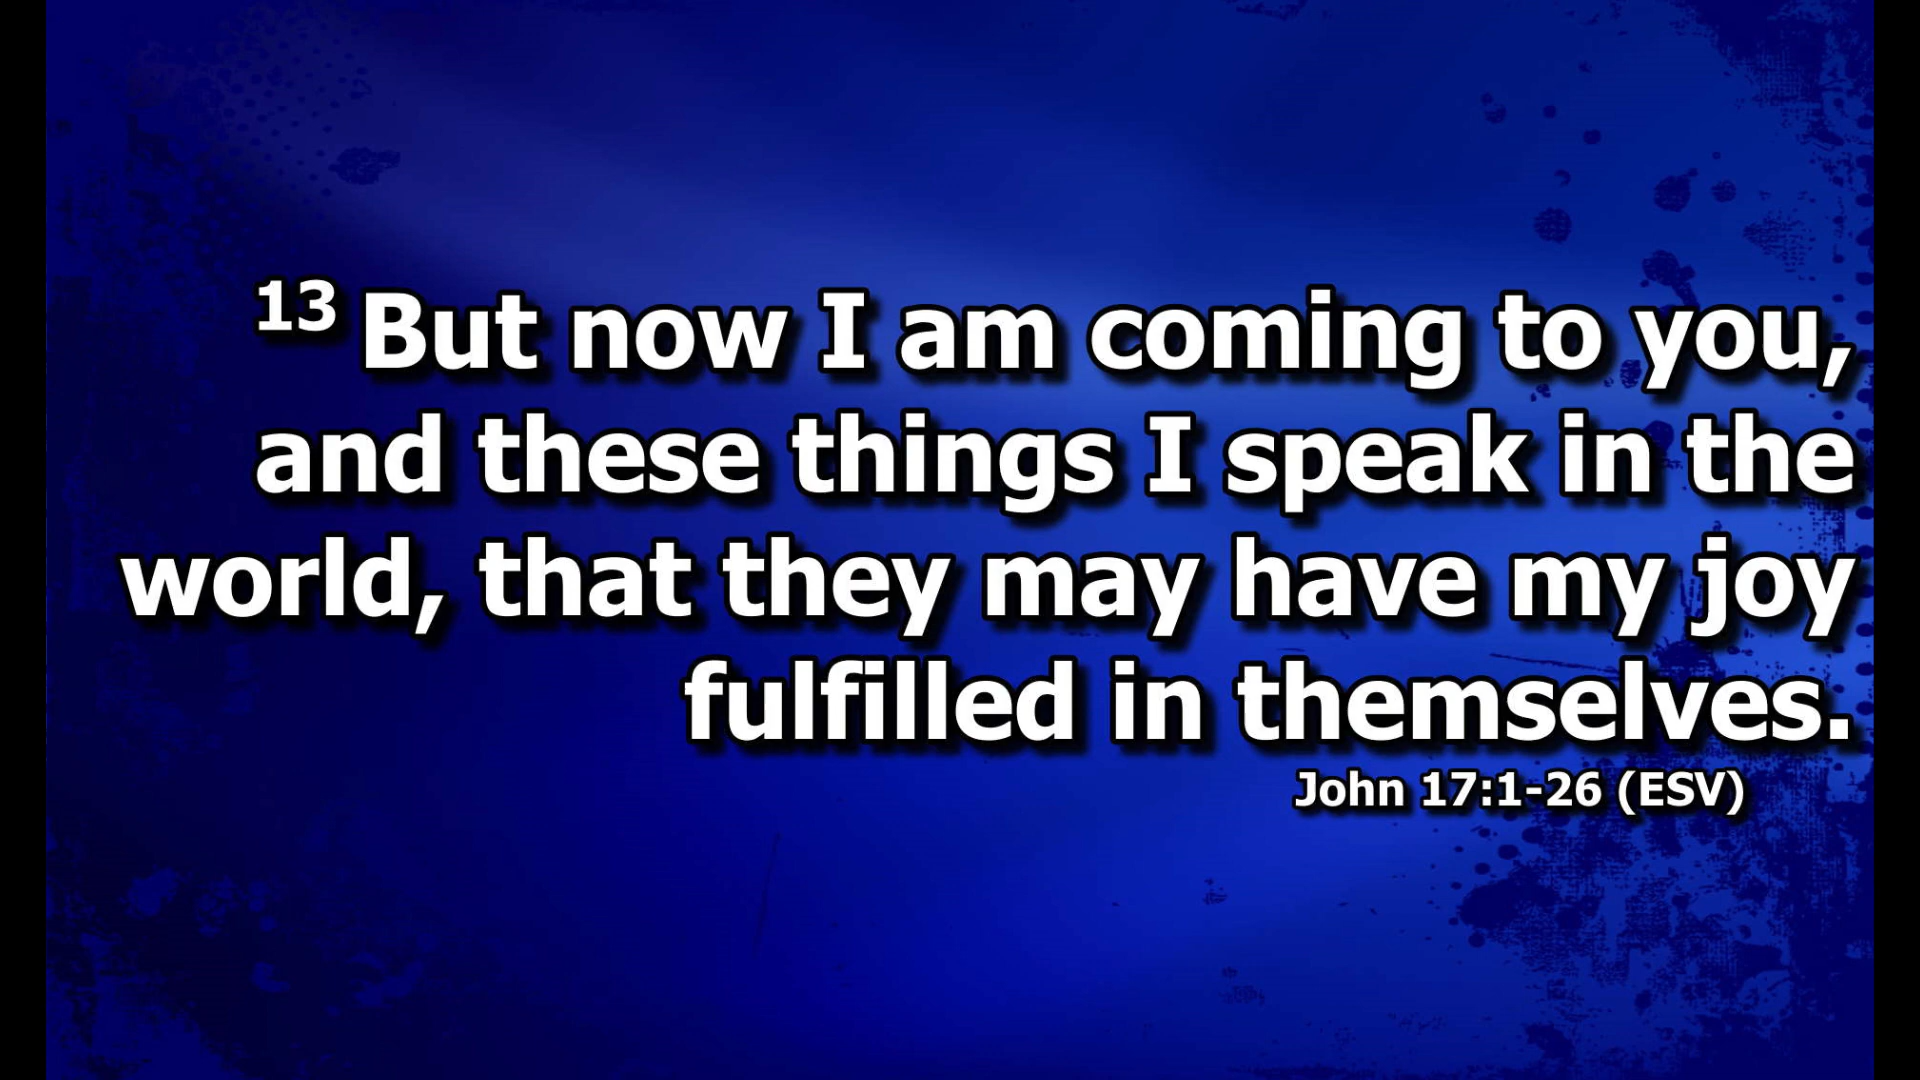 13 But now I am coming to you,
and these things I speak in the
world, that they may have my joy
fulfilled in themselves.
John 17:1-26 (ESV)